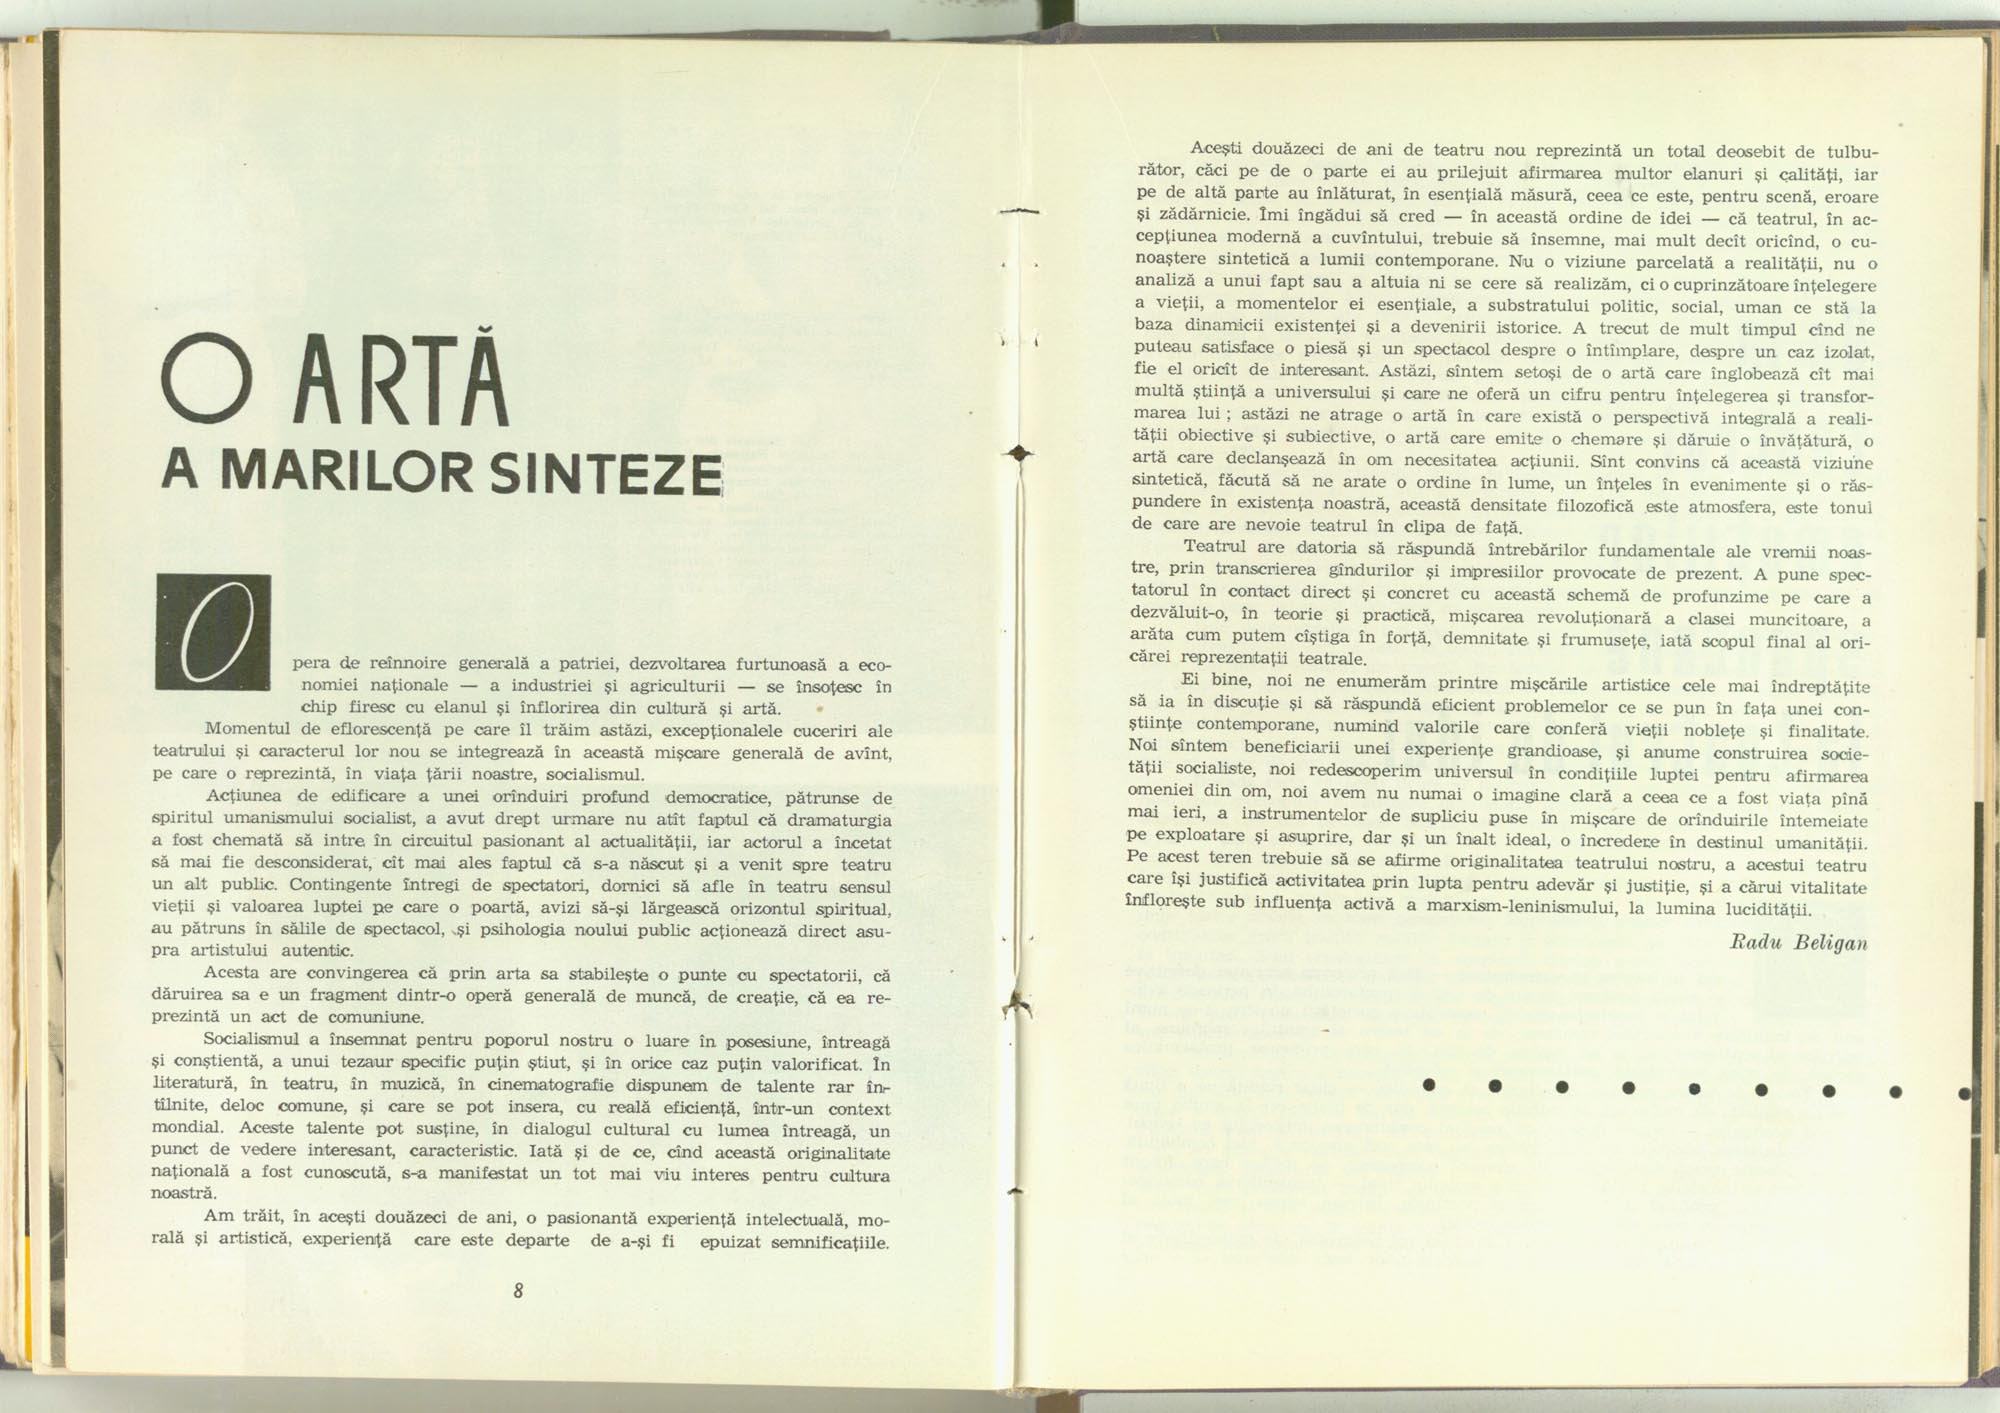 O ARTĂ
A MARILOR SINTEZE
O
pera de reînnoire generală a patriei, dezvoltarea furtunoasă a eco-
nomiei naționale — a industriei și agriculturii — se însoțesc în
chip firesc cu elanul și înflorirea din cultură și artă.
Momentul de eflorescență pe care îl trăim astăzi, excepționalele cuceriri ale
teatrului și caracterul lor nou se integrează în această mișcare generală de avînt,
pe care o reprezintă, în viața țării noastre, socialismul.
Acțiunea de edificare a unei orînduiri profund democratice, pătrunse de
spiritul umanismului socialist, a avut drept urmare nu atît faptul că dramaturgia
a fost chemată să intre în circuitul pasionant al actualității, iar actorul a încetat
să mai fie desconsiderat, cît mai ales faptul că s-a născut și a venit spre teatru
un alt public. Contingente întregi de spectatori, dornici să afle în teatru sensul
vieții și valoarea luptei pe care o poartă, avizi să-și lărgească orizontul spiritual,
au pătruns în sălile de spectacol, și psihologia noului public acționează direct asu-
pra artistului autentic.
Acesta are convingerea că prin arta sa stabilește o punte cu spectatorii, că
dăruirea sa e un fragment dintr-o operă generală de muncă, de creație, că ea re-
prezintă un act de comuniune.
Socialismul a însemnat pentru poporul nostru o luare în posesiune, întreagă
și conștientă, a unui tezaur specific puțin știut, și în orice caz puțin valorificat. În
literatură, în teatru, în muzică, în cinematografie dispunem de talente rar în-
tîlnite, deloc comune, și care se pot insera, cu reală eficiență, într-un context
mondial. Aceste talente pot susține, în dialogul cultural cu lumea întreagă, un
punct de vedere interesant, caracteristic. Iată și de ce, cînd această originalitate
națională a fost cunoscută, s-a manifestat un tot mai viu interes pentru cultura
noastră.
Am trăit, în acești douăzeci de ani, o pasionantă experiență intelectuală, mo-
rală și artistică, experiență care este departe de a-și fi epuizat semnificațiile.
8
Acești douăzeci de ani de teatru nou reprezintă un total deosebit de tulbu-
rător, căci pe de o parte ei au prilejuit afirmarea multor elanuri și calități, iar
pe de altă parte au înlăturat, în esențială măsură, ceea ce este, pentru scenă, eroare
și zădărnicie. Îmi îngădui să cred — în această ordine de idei — că teatrul, în ac-
cepțiunea modernă a cuvîntului, trebuie să însemne, mai mult decît oricînd, o cu-
noaștere sintetică a lumii contemporane. Nu o viziune parcelată a realității, nu o
analiză a unui fapt sau a altuia ni se cere să realizăm, ci o cuprinzătoare înțelegere
a vieții, a momentelor ei esențiale, a substratului politic, social, uman ce stă la
baza dinamicii existenței și a devenirii istorice. A trecut de mult timpul cînd ne
puteau satisface o piesă și un spectacol despre o întîmplare, despre un caz izolat,
fie el oricît de interesant. Astăzi, sîntem setoși de o artă care înglobează cît mai
multă știință a universului și care ne oferă un cifru pentru înțelegerea și transfor-
marea lui ; astăzi ne atrage o artă în care există o perspectivă integrală a reali-
tății obiective și subiective, o artă care emite o chemare și dăruie o învățătură, o
artă care declanșează în om necesitatea acțiunii. Sînt convins că această viziune
sintetică, făcută să ne arate o ordine în lume, un înțeles în evenimente și o răs-
pundere în existența noastră, această densitate filozofică este atmosfera, este tonul
de care are nevoie teatrul în clipa de față.
Teatrul are datoria să răspundă întrebărilor fundamentale ale vremii noas-
tre, prin transcrierea gîndurilor și impresiilor provocate de prezent. A pune spec-
tatorul în contact direct și concret cu această schemă de profunzime pe care a
dezvăluit-o, în teorie și practică, mișcarea revoluționară a clasei muncitoare, a
arăta cum putem cîștiga în forță, demnitate și frumusețe, iată scopul final al ori-
cărei reprezentații teatrale.
Ei bine, noi ne enumerăm printre mișcările artistice cele mai îndreptățite
să ia în discuție și să răspundă eficient problemelor ce se pun în fața unei con-
științe contemporane, numind valorile care conferă vieții noblețe și finalitate.
Noi sîntem beneficiarii unei experiențe grandioase, și anume construirea socie-
tății socialiste, noi redescoperim universul în condițiile luptei pentru afirmarea
omeniei din om, noi avem nu numai o imagine clară a ceea ce a fost viața pînă
mai ieri, a instrumentelor de supliciu puse în mișcare de orînduirile întemeiate
pe exploatare și asuprire, dar și un înalt ideal, o încredere în destinul umanității.
Pe acest teren trebuie să se afirme originalitatea teatrului nostru, a acestui teatru
care își justifică activitatea prin lupta pentru adevăr și justiție, și a cărui vitalitate
înflorește sub influența activă a marxism-leninismului, la lumina lucidității.
Radu Beligan